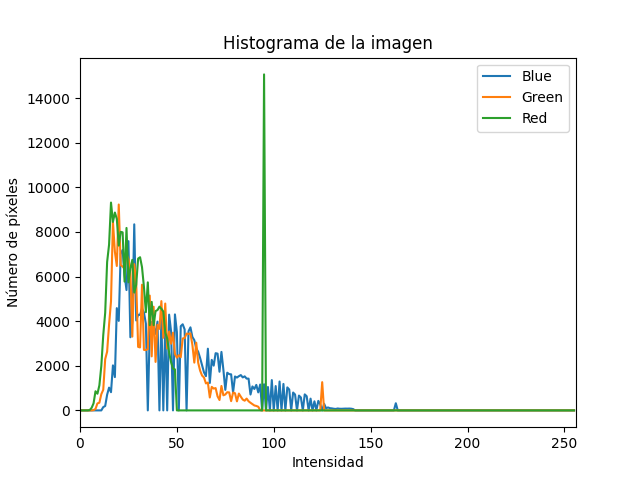 Histograma de la imagen
Blue
Green
Red
14000
12000
10000
8000
6000
4000
2000
0
Número de píxeles
0 50 100 150 200 250
Intensidad